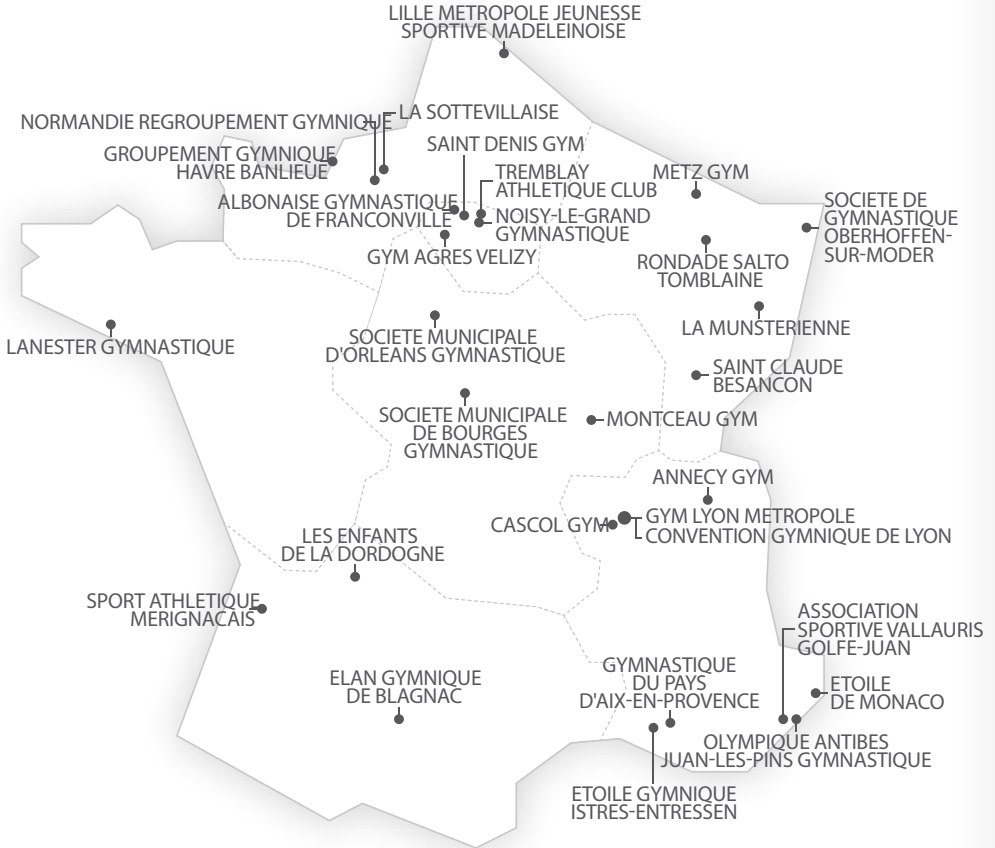 LILLE METROPOLE JEUNESSE
SPORTIVE MADELEINOISE
LA SOTTEVILLAISE
NORMANDIE REGROUPEMENT GYMNIQUE
SAINT DENIS GYM
GROUPEMENT GYMNIQUE
HAVRE BANLIEUE
TREMBLAY
ATHLETIQUE CLUB
METZ GYM
ALBONAISE GYMNASTIQUE
DE FRANCONVILLE
NOISY-LE-GRAND
GYMNASTIQUE
SOCIETE DE
GYMNASTIQUE
OBERHOFFEN-
SUR-MODER
GYM AGRES VELIZY
RONDADE SALTO
TOMBLAINE
LA MUNSTERIENNE
LANESTER GYMNASTIQUE
SOCIETE MUNICIPALE
D'ORLEANS GYMNASTIQUE
SAINT CLAUDE
BESANCON
SOCIETE MUNICIPALE
DE BOURGES
GYMNASTIQUE
MONTCEAU GYM
ANNECY GYM
CASCOL GYM
GYM LYON METROPOLE
CONVENTION GYMNIQUE DE LYON
LES ENFANTS
DE LA DORDOGNE
SPORT ATHLETIQUE
MERIGNACAIS
ASSOCIATION
SPORTIVE VALLAURIS
GOLFE-JUAN
ELAN GYMNIQUE
DE BLAGNAC
GYMNASTIQUE
DU PAYS
D'AIX-EN-PROVENCE
ETOILE
DE MONACO
OLYMPIQUE ANTIBES
JUAN-LES-PINS GYMNASTIQUE
ETOILE GYMNIQUE
ISTRES-ENTRESSEN